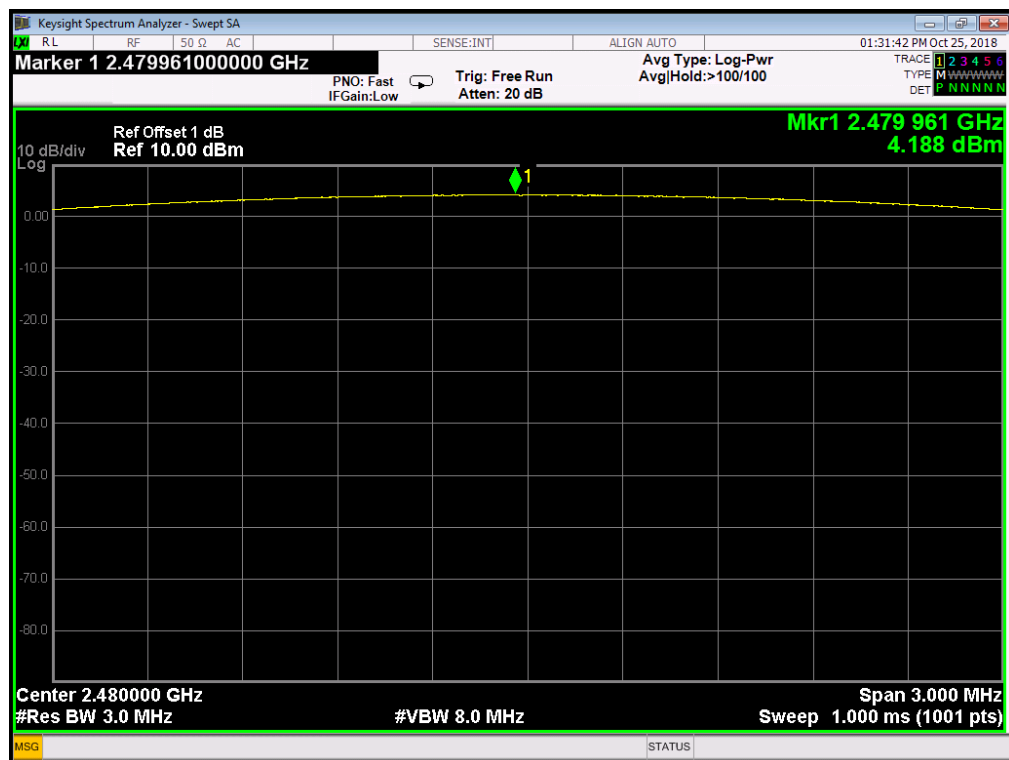 Keysight Spectrum Analyzer - Swept SA
LXI RL RF 50 Ω AC SENSE:INT ALIGN AUTO 01:31:42 PM Oct 25, 2018
Marker 1 2.479961000000 GHz
PNO: Fast
IFGain:Low
Trig: Free Run
Atten: 20 dB
Avg Type: Log-Pwr
Avg|Hold:>100/100
TRACE 1 2 3 4 5 6
TYPE M WWWWW
DET P N N N N N
Ref Offset 1 dB
10 dB/div Ref 10.00 dBm
Log
Mkr1 2.479 961 GHz
4.188 dBm
1
0.00
-10.0
-20.0
-30.0
-40.0
-50.0
-60.0
-70.0
-80.0
Center 2.480000 GHz Span 3.000 MHz
#Res BW 3.0 MHz #VBW 8.0 MHz Sweep 1.000 ms (1001 pts)
MSG STATUS